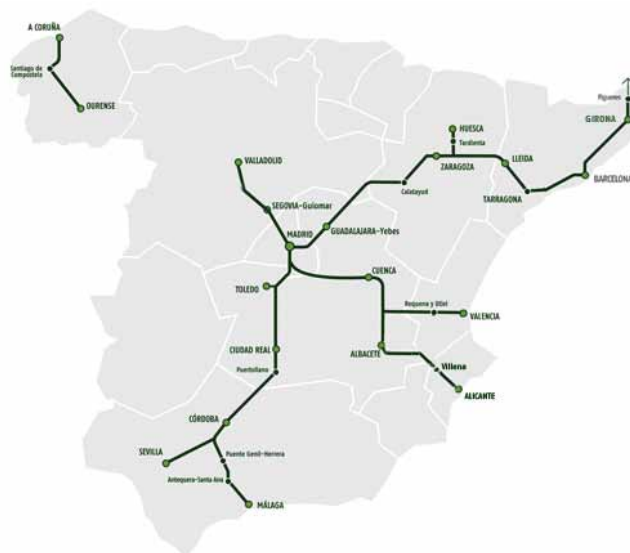 A CORUÑA
Santiago de
Compostela
OURENSE
VALLADOLID
SEGOVIA-Guiomar
MADRID
GUADALAJARA-Yebes
Calatayud
ZARAGOZA
HUESCA
Tardienta
LLEIDA
TARRAGONA
BARCELONA
GIRONA
Figueres
TOLEDO
CUENCA
Requena y Utiel
VALENCIA
CIUDAD REAL
Puertollano
ALBACETE
Villena
ALICANTE
CÓRDOBA
SEVILLA
Puente Genil-Herrera
Antequera-Santa Ana
MÁLAGA